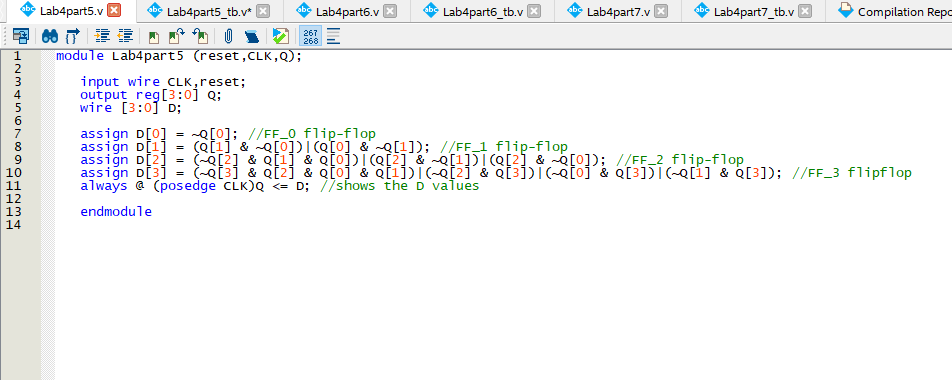 Lab4part5.v Lab4part5_tb.v* Lab4part6.v Lab4part6_tb.v Lab4part7.v Lab4part7_tb.v Compilation Repo
267
268
1 module Lab4part5 (reset,CLK,Q);
2
3 input wire CLK,reset;
4 output reg[3:0] Q;
5 wire [3:0] D;
6
7 assign D[0] = ~Q[0]; //FF_0 flip-flop
8 assign D[1] = (Q[1] & ~Q[0])|(Q[0] & ~Q[1]); //FF_1 flip-flop
9 assign D[2] = (~Q[2] & Q[1] & Q[0])|(Q[2] & ~Q[1])|(Q[2] & ~Q[0]); //FF_2 flip-flop
10 assign D[3] = (~Q[3] & Q[2] & Q[0] & Q[1])|(~Q[2] & Q[3])|(~Q[0] & Q[3])|(~Q[1] & Q[3]); //FF_3 flipflop
11 always @ (posedge CLK)Q <= D; //shows the D values
12
13 endmodule
14